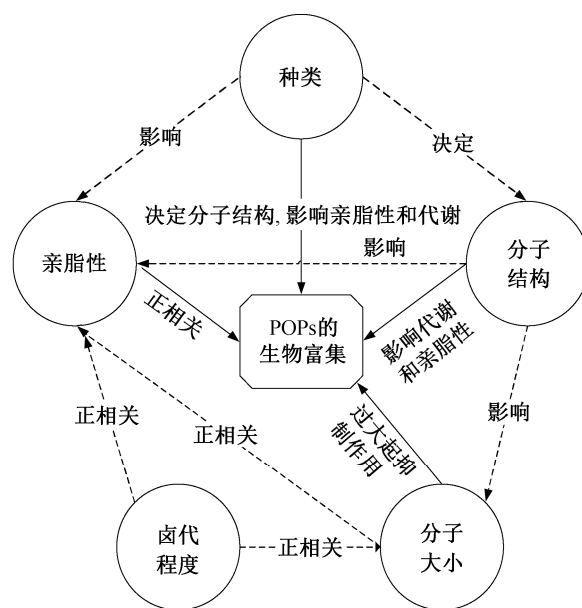 种类
影响
决定
决定分子结构, 影响亲脂性和代谢
影响
亲脂性
分子
结构
正相关
POPs的
生物富集
影响代谢
和亲脂性
正相关
正相关
过大起抑
制作用
影响
卤代
程度
正相关
分子
大小